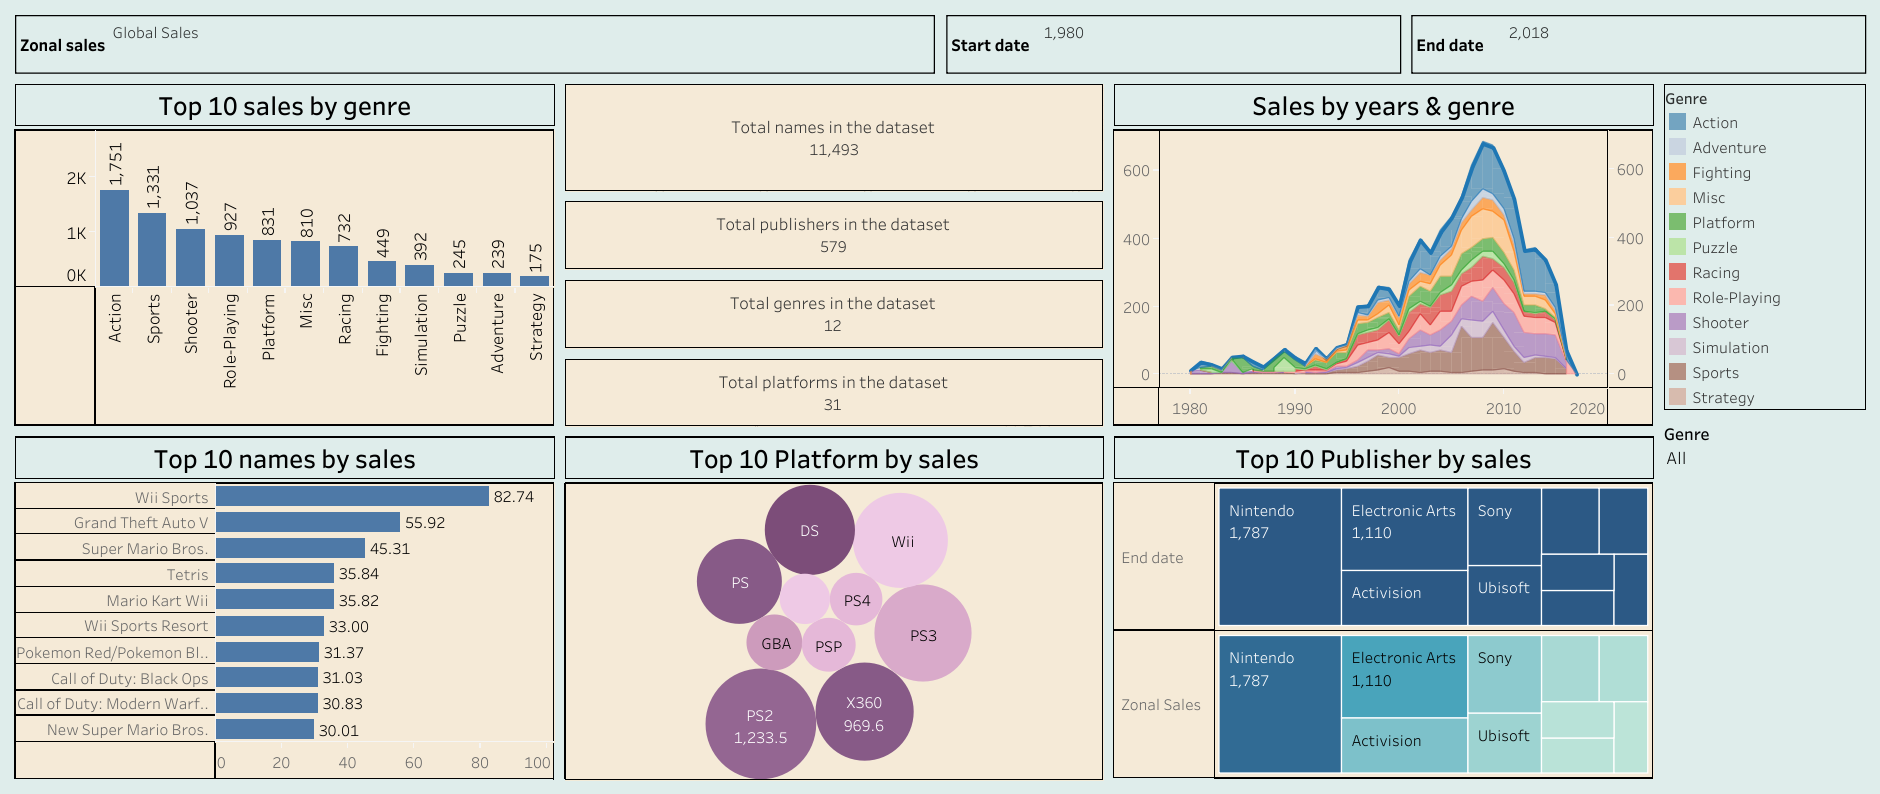 Zonal sales
Global Sales
Start date
1,980
End date
2,018
Top 10 sales by genre
2K
1K
0K
1,751
1,331
1,037
927
831
810
732
449
392
245
239
175
Action
Sports
Shooter
Role-Playing
Platform
Misc
Racing
Fighting
Simulation
Puzzle
Adventure
Strategy
Total names in the dataset
11,493
Total publishers in the dataset
579
Total genres in the dataset
12
Total platforms in the dataset
31
Sales by years & genre
600
400
200
0
600
400
200
0
1980
1990
2000
2010
2020
Genre
Action
Adventure
Fighting
Misc
Platform
Puzzle
Racing
Role-Playing
Shooter
Simulation
Sports
Strategy
Genre
All
Top 10 names by sales
Wii Sports 82.74
Grand Theft Auto V 55.92
Super Mario Bros. 45.31
Tetris 35.84
Mario Kart Wii 35.82
Wii Sports Resort 33.00
Pokemon Red/Pokemon Bl.. 31.37
Call of Duty: Black Ops 31.03
Call of Duty: Modern Warf.. 30.83
New Super Mario Bros. 30.01
0 20 40 60 80 100
Top 10 Platform by sales
DS
Wii
PS
PS4
GBA
PSP
PS3
PS2
1,233.5
X360
969.6
Top 10 Publisher by sales
End date
Nintendo
1,787
Electronic Arts
1,110
Activision
Sony
Ubisoft
Zonal Sales
Nintendo
1,787
Electronic Arts
1,110
Activision
Sony
Ubisoft